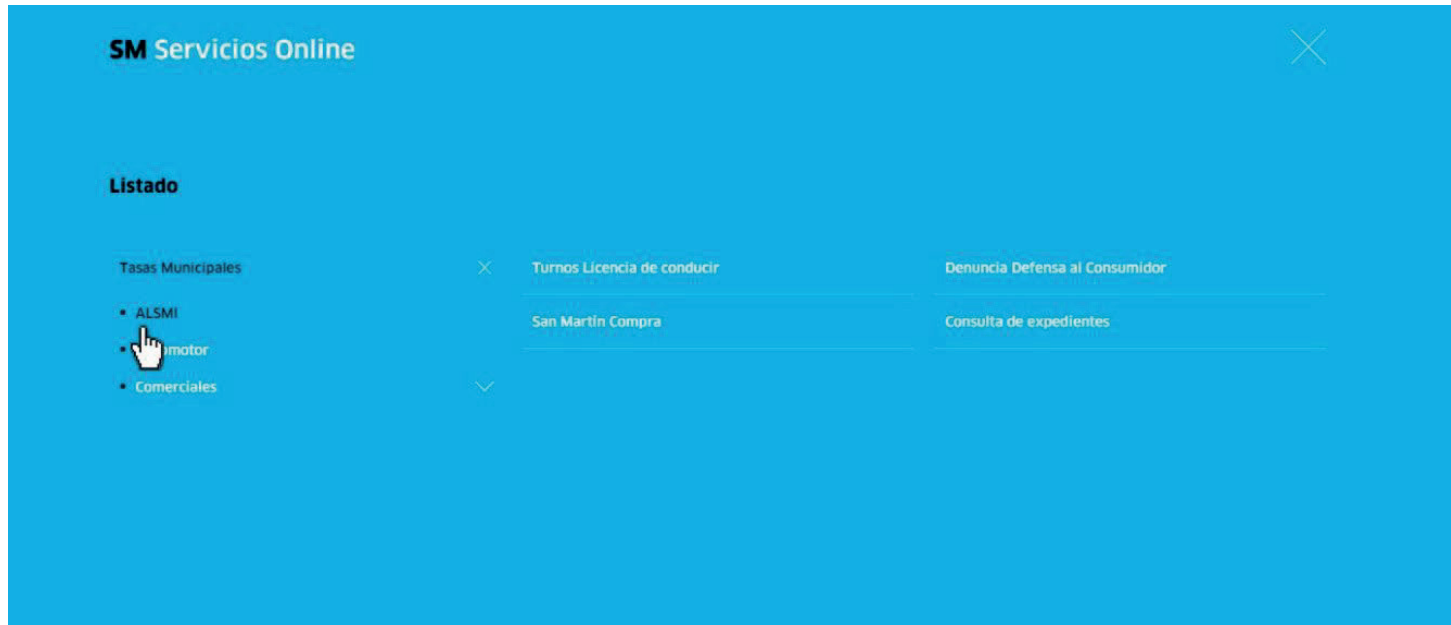 SM Servicios Online
Listado
Tasas Municipales
ALSMI
Comerciales
Turnos Licencia de conducir
San Martín Compra
Denuncia Defensa al Consumidor
Consulta de expedientes